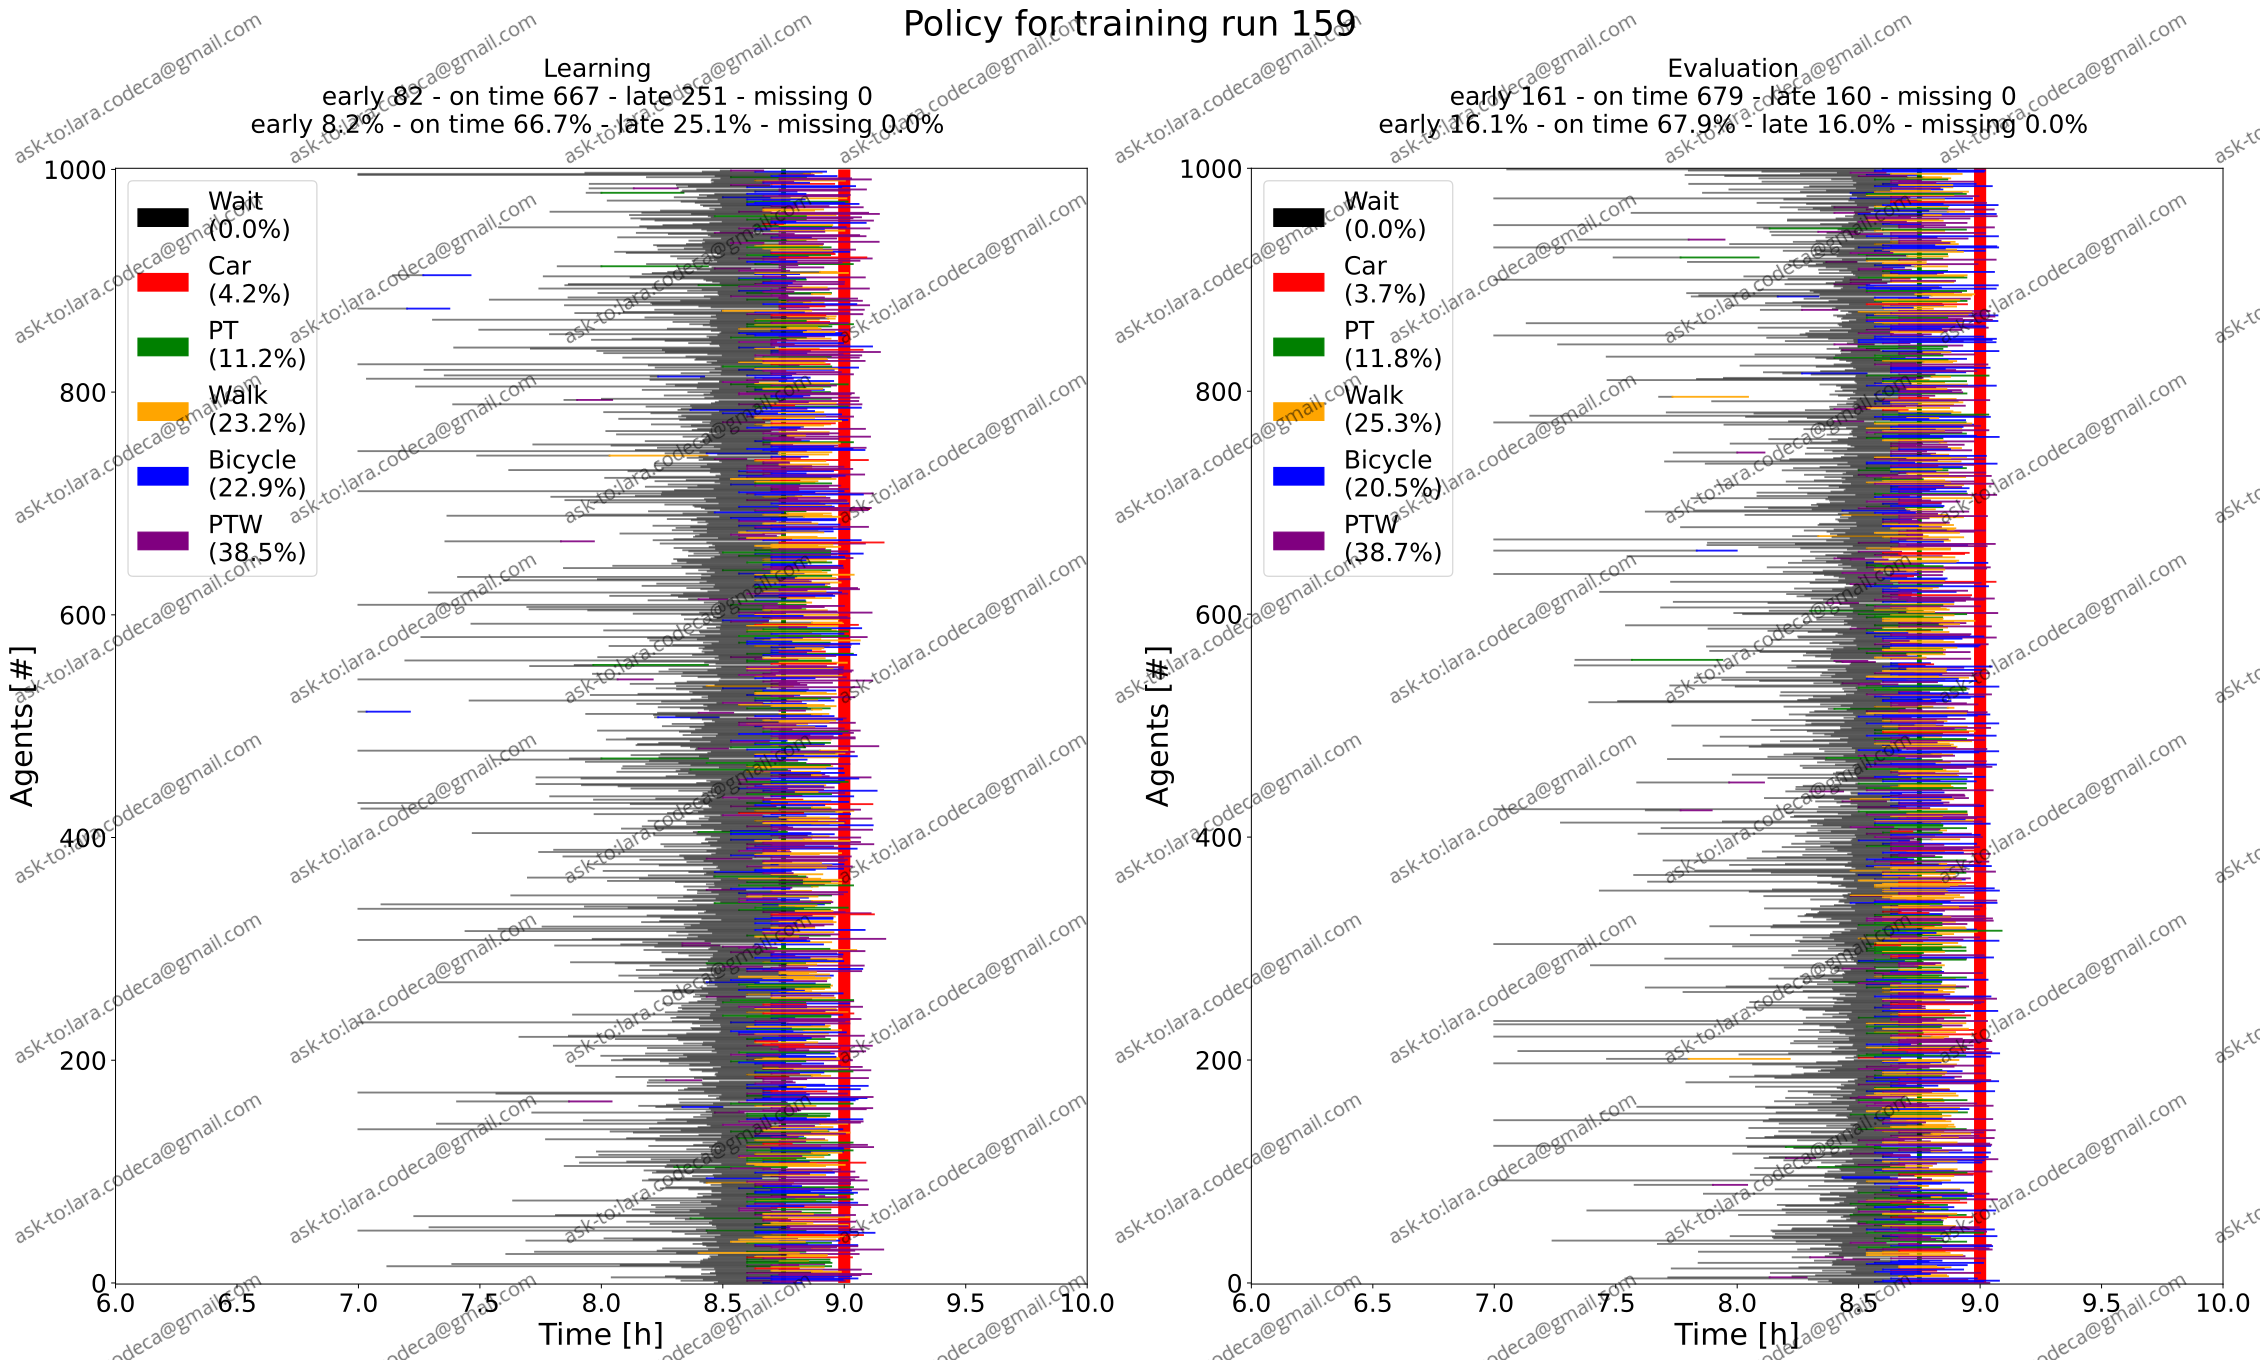 Policy for training run 159
Learning
early 82 - on time 667 - late 251 - missing 0
early 8.2% - on time 66.7% - late 25.1% - missing 0.0%
1000
800
600
400
200
0
Agents [#]
Wait
(0.0%)
Car
(4.2%)
PT
(11.2%)
Walk
(23.2%)
Bicycle
(22.9%)
PTW
(38.5%)
6.0 6.5 7.0 7.5 8.0 8.5 9.0 9.5 10.0
Time [h]
Evaluation
early 161 - on time 679 - late 160 - missing 0
early 16.1% - on time 67.9% - late 16.0% - missing 0.0%
1000
800
600
400
200
0
Agents [#]
Wait
(0.0%)
Car
(3.7%)
PT
(11.8%)
Walk
(25.3%)
Bicycle
(20.5%)
PTW
(38.7%)
6.0 6.5 7.0 7.5 8.0 8.5 9.0 9.5 10.0
Time [h]
ask-to:lara.codeca@gmail.com